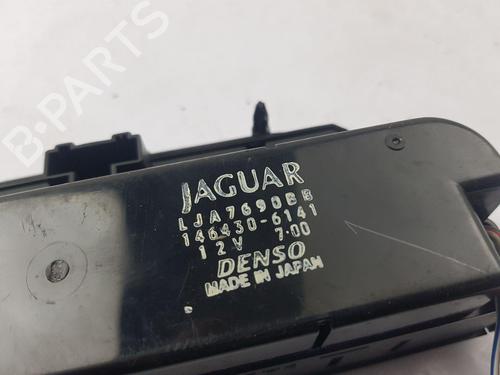 B-PARTS
JAGUAR
LJA7690BB
146430-6141
12V 7.00
DENSO
MADE IN JAPAN